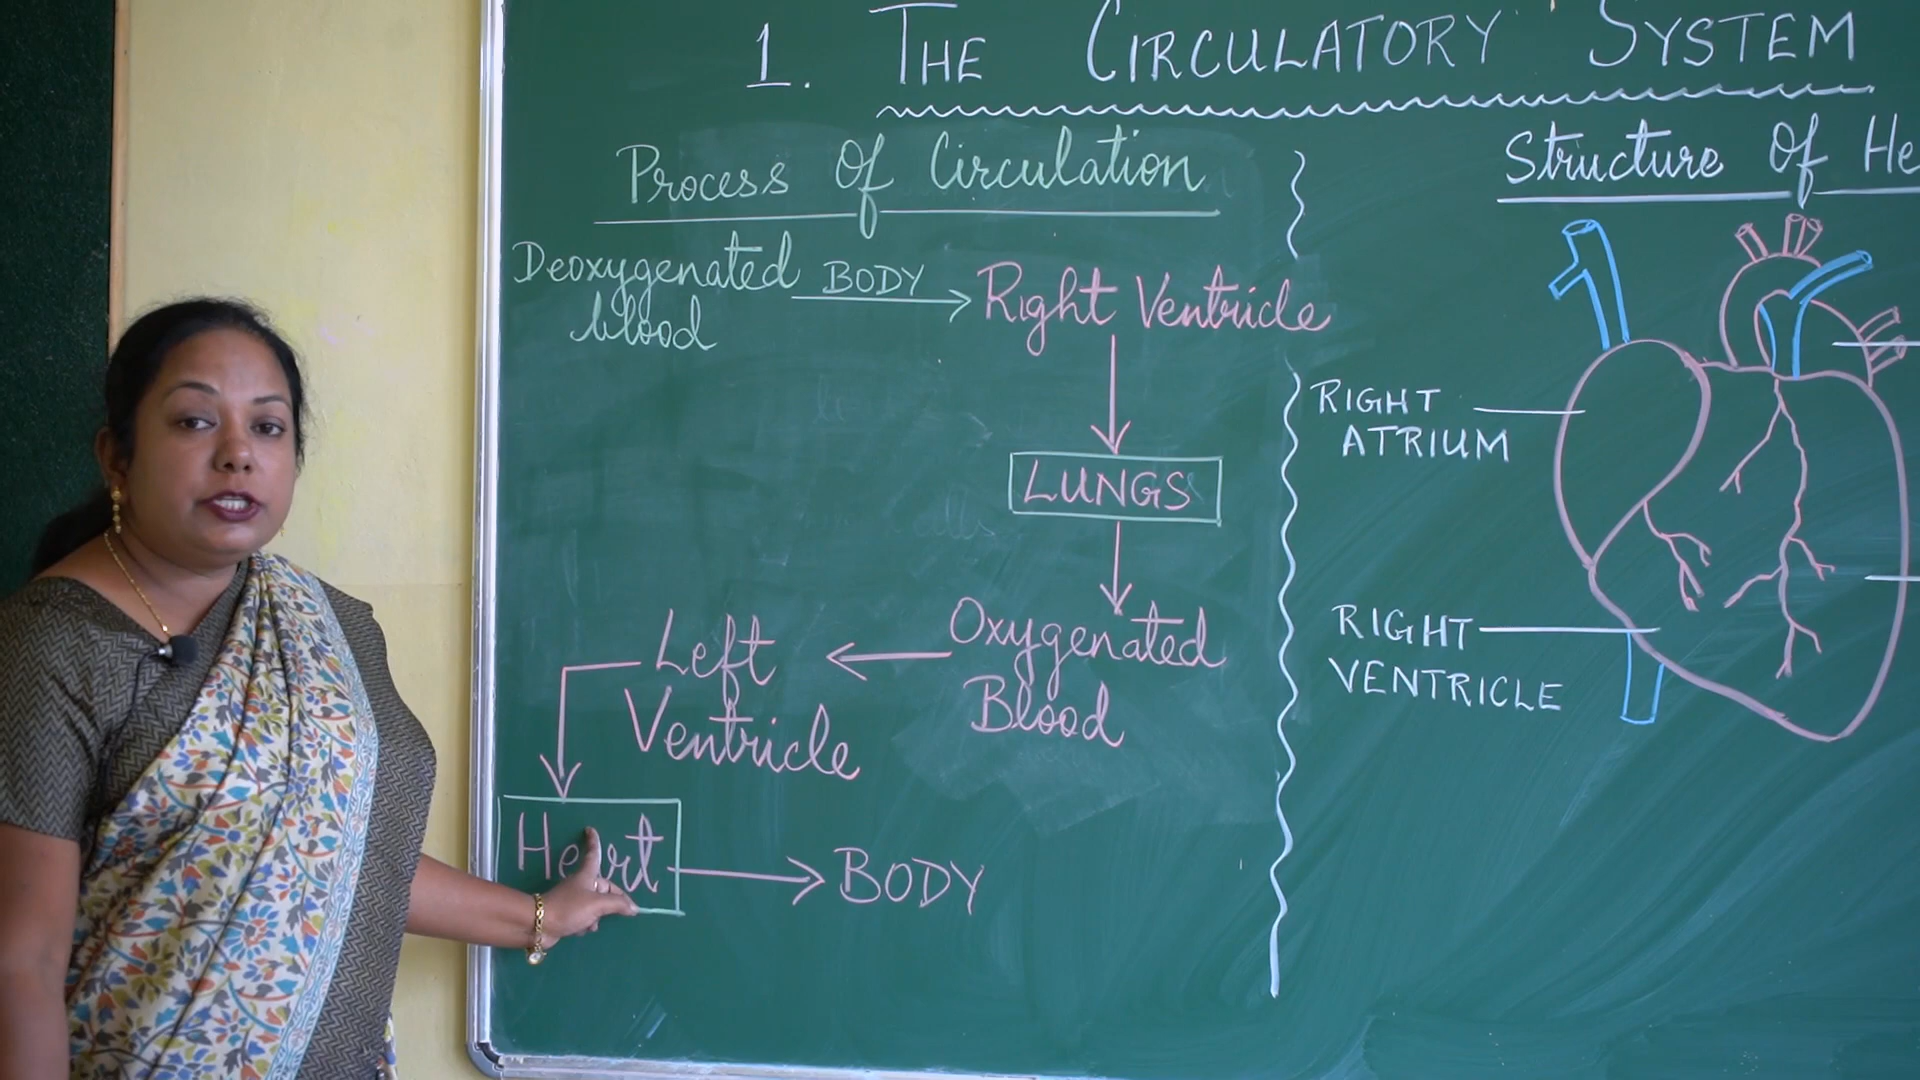 1. THE CIRCULATORY SYSTEM
Process Of Circulation
Deoxygenated
blood
BODY
Right Ventricle
LUNGS
Oxygenated
Blood
Left
Ventricle
Heart
BODY
Structure Of He
RIGHT
ATRIUM
RIGHT
VENTRICLE